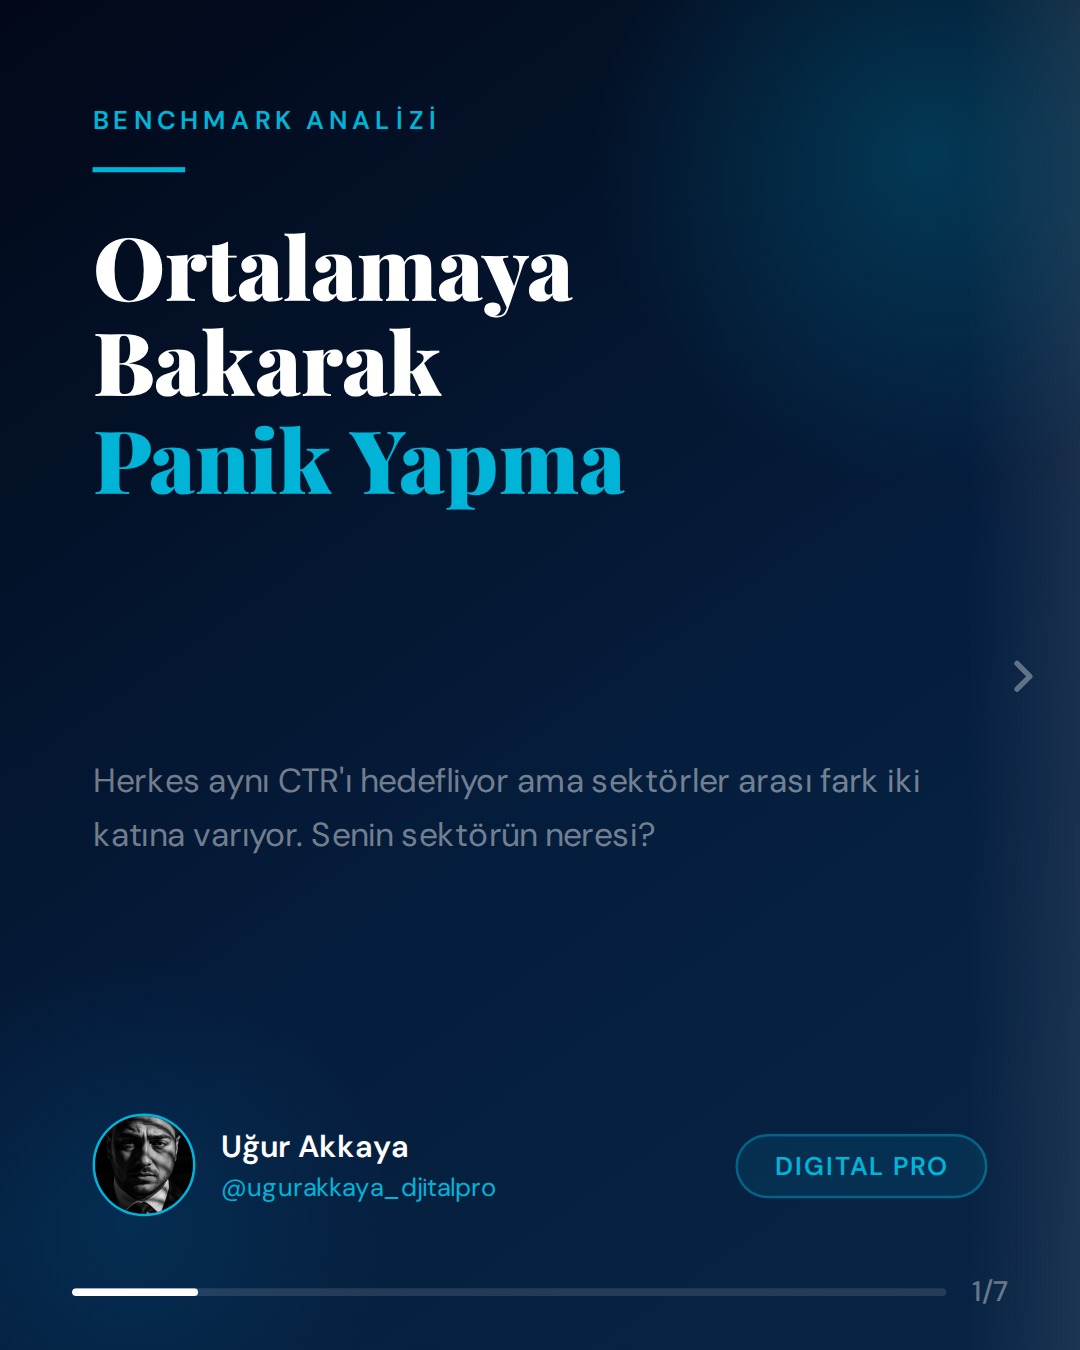 BENCHMARK ANALİZİ
Ortalamaya
Bakarak
Panik Yapma
Herkes aynı CTR'ı hedefliyor ama sektörler arası fark iki
katına varıyor. Senin sektörün neresi?
Uğur Akkaya
@ugurakkaya_djitalpro
DIGITAL PRO
1/7